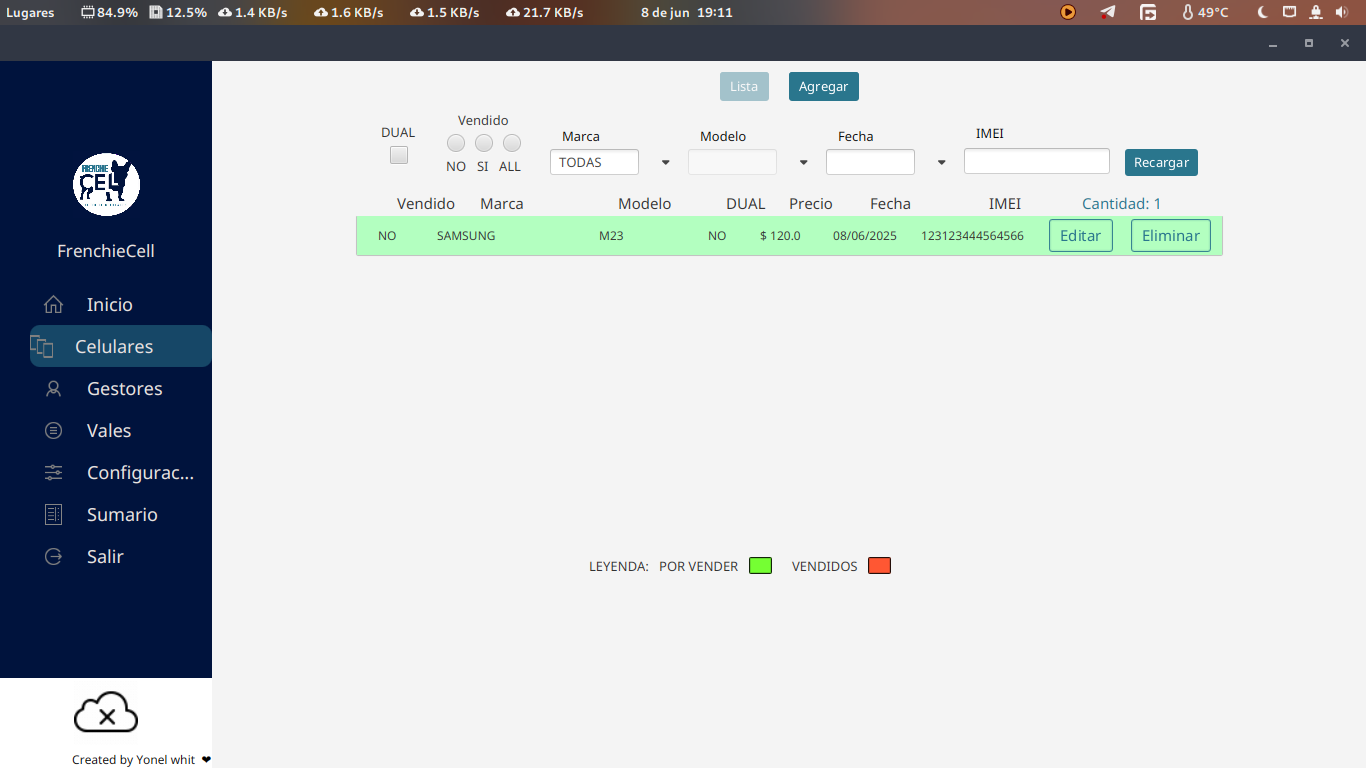 Lugares 84.9% 12.5% 1.4 KB/s 1.6 KB/s 1.5 KB/s 21.7 KB/s 8 de jun 19:11 49°C
Lista Agregar
DUAL
Vendido
NO SI ALL
Marca
TODAS
Modelo
Fecha
IMEI
Recargar
Vendido Marca Modelo DUAL Precio Fecha IMEI Cantidad: 1
NO SAMSUNG M23 NO $ 120.0 08/06/2025 123123444564566 Editar Eliminar
LEYENDA: POR VENDER VENDIDOS
FRENCHIE
CEL
FrenchieCell
Inicio
Celulares
Gestores
Vales
Configurac...
Sumario
Salir
Created by Yonel whit ❤